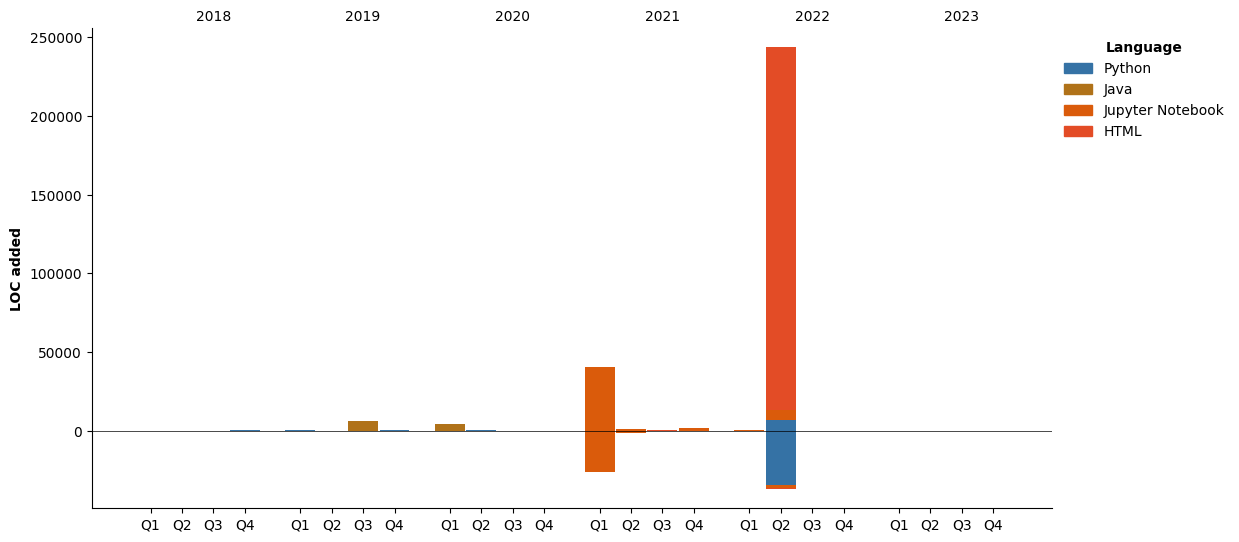 2018 2019 2020 2021 2022 2023
250000
200000
150000
100000
50000
0
LOC added
Q1 Q2 Q3 Q4 Q1 Q2 Q3 Q4 Q1 Q2 Q3 Q4 Q1 Q2 Q3 Q4 Q1 Q2 Q3 Q4 Q1 Q2 Q3 Q4
Language
Python
Java
Jupyter Notebook
HTML